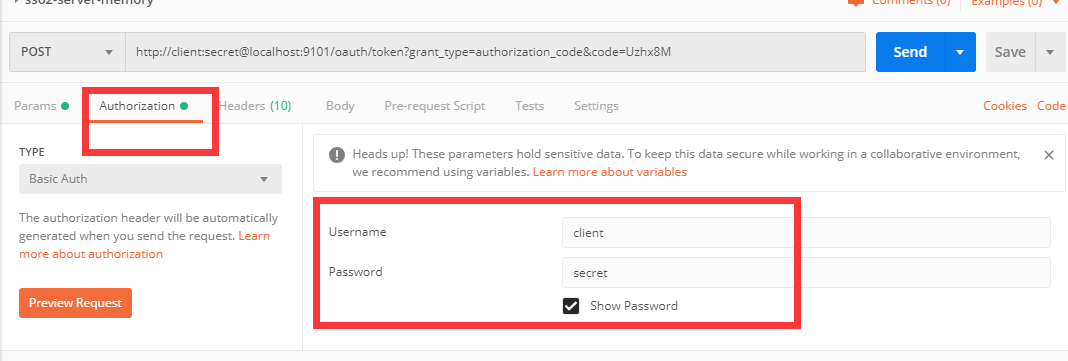 sso2-server-memory
Comments (0)
Examples (0)
POST
http://client:secret@localhost:9101/oauth/token?grant_type=authorization_code&code=Uzhx8M
Send
Save
Params
Authorization
Headers (10)
Body
Pre-request Script
Tests
Settings
Cookies
Code
TYPE
Basic Auth
The authorization header will be automatically
generated when you send the request. Learn
more about authorization
Preview Request
Heads up! These parameters hold sensitive data. To keep this data secure while working in a collaborative environment,
we recommend using variables. Learn more about variables
Username
client
Password
secret
Show Password